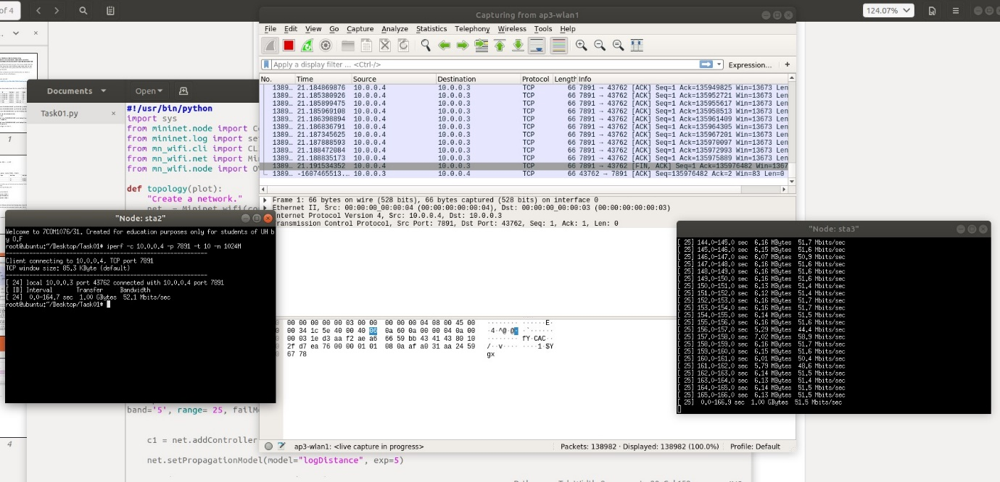 of 4
124.07%
Capturing from ap3-wlan1
File Edit View Go Capture Analyze Statistics Telephony Wireless Tools Help
Apply a display filter ... <Ctrl-/>
Expression... +
No. Time Source Destination Protocol Length Info
1389... 21.184869876 10.0.0.4 10.0.0.3 TCP 66 7891 → 43762 [ACK] Seq=1 Ack=135949825 Win=13673 Len
1389... 21.185380926 10.0.0.4 10.0.0.3 TCP 66 7891 → 43762 [ACK] Seq=1 Ack=135952721 Win=13673 Len
1389... 21.185899475 10.0.0.4 10.0.0.3 TCP 66 7891 → 43762 [ACK] Seq=1 Ack=135955617 Win=13673 Len
1389... 21.185969108 10.0.0.4 10.0.0.3 TCP 66 7891 → 43762 [ACK] Seq=1 Ack=135958513 Win=13673 Len
1389... 21.186398894 10.0.0.4 10.0.0.3 TCP 66 7891 → 43762 [ACK] Seq=1 Ack=135961409 Win=13673 Len
1389... 21.186836791 10.0.0.4 10.0.0.3 TCP 66 7891 → 43762 [ACK] Seq=1 Ack=135964305 Win=13673 Len
1389... 21.187345625 10.0.0.4 10.0.0.3 TCP 66 7891 → 43762 [ACK] Seq=1 Ack=135967201 Win=13673 Len
1389... 21.187888593 10.0.0.4 10.0.0.3 TCP 66 7891 → 43762 [ACK] Seq=1 Ack=135970097 Win=13673 Len
1389... 21.188472084 10.0.0.4 10.0.0.3 TCP 66 7891 → 43762 [ACK] Seq=1 Ack=135972993 Win=13673 Len
1389... 21.188835173 10.0.0.4 10.0.0.3 TCP 66 7891 → 43762 [ACK] Seq=1 Ack=135975889 Win=13673 Len
1389... 21.191534352 10.0.0.4 10.0.0.3 TCP 66 7891 → 43762 [FIN, ACK] Seq=1 Ack=135976482 Win=1367
1389... -1607465513... 10.0.0.3 10.0.0.4 TCP 66 43762 → 7891 [ACK] Seq=135976482 Ack=2 Win=83 Len=0
Frame 1: 66 bytes on wire (528 bits), 66 bytes captured (528 bits) on interface 0
Ethernet II, Src: 00:00:00_00:00:04 (00:00:00:00:00:04), Dst: 00:00:00_00:00:03 (00:00:00:00:00:03)
nternet Protocol Version 4, Src: 10.0.0.4, Dst: 10.0.0.3
ransmission Control Protocol, Src Port: 7891, Dst Port: 43762, Seq: 1, Ack: 1, Len: 0
00 00 00 00 00 03 00 00 00 00 00 04 08 00 45 00 ········ ······E·
00 34 1c 5e 40 00 40 06 0a 60 0a 00 00 04 0a 00 ·4·^@·@· ·`······
00 03 1e d3 aa f2 ae a6 66 59 bb 43 41 43 80 10 ········ fY·CAC··
2f d7 ea 76 00 00 01 01 08 0a af a0 31 aa 24 59 /··v···· ····1·$Y
67 78 gx
ap3-wlan1: <live capture in progress>
Packets: 138982 · Displayed: 138982 (100.0%)
Profile: Default
Documents
Open
Task01.py ×
#!/usr/bin/python
import sys
from mininet.node import C
from mininet.log import se
from mn_wifi.cli import CL
from mn_wifi.net import Mi
from mn_wifi.node import O
def topology(plot):
"Create a network."
net = Mininet_wifi(co
band='5', range= 25, failM
c1 = net.addController
net.setPropagationModel(model="logDistance", exp=5)
1
4
"Node: sta2"
Welcome to 7COM1076/31. Created for education purposes only for students of UH b
y O.F
root@ubuntu:~/Desktop/Task01# iperf -c 10.0.0.4 -p 7891 -t 10 -n 1024M
------------------------------------------------------------
Client connecting to 10.0.0.4, TCP port 7891
TCP window size: 85.3 KByte (default)
------------------------------------------------------------
[ 24] local 10.0.0.3 port 43762 connected with 10.0.0.4 port 7891
[ ID] Interval Transfer Bandwidth
[ 24] 0.0-164.7 sec 1.00 GBytes 52.1 Mbits/sec
root@ubuntu:~/Desktop/Task01#
"Node: sta3"
[ 25] 144.0-145.0 sec 6.16 MBytes 51.7 Mbits/sec
[ 25] 145.0-146.0 sec 6.15 MBytes 51.6 Mbits/sec
[ 25] 146.0-147.0 sec 6.07 MBytes 50.9 Mbits/sec
[ 25] 147.0-148.0 sec 6.16 MBytes 51.6 Mbits/sec
[ 25] 148.0-149.0 sec 6.16 MBytes 51.6 Mbits/sec
[ 25] 149.0-150.0 sec 6.16 MBytes 51.6 Mbits/sec
[ 25] 150.0-151.0 sec 6.13 MBytes 51.4 Mbits/sec
[ 25] 151.0-152.0 sec 6.12 MBytes 51.4 Mbits/sec
[ 25] 152.0-153.0 sec 6.16 MBytes 51.7 Mbits/sec
[ 25] 153.0-154.0 sec 6.16 MBytes 51.6 Mbits/sec
[ 25] 154.0-155.0 sec 6.14 MBytes 51.5 Mbits/sec
[ 25] 155.0-156.0 sec 6.16 MBytes 51.6 Mbits/sec
[ 25] 156.0-157.0 sec 5.29 MBytes 44.4 Mbits/sec
[ 25] 157.0-158.0 sec 7.02 MBytes 58.9 Mbits/sec
[ 25] 158.0-159.0 sec 6.16 MBytes 51.7 Mbits/sec
[ 25] 159.0-160.0 sec 6.15 MBytes 51.6 Mbits/sec
[ 25] 160.0-161.0 sec 6.01 MBytes 50.4 Mbits/sec
[ 25] 161.0-162.0 sec 5.79 MBytes 48.6 Mbits/sec
[ 25] 162.0-163.0 sec 6.14 MBytes 51.5 Mbits/sec
[ 25] 163.0-164.0 sec 6.13 MBytes 51.4 Mbits/sec
[ 25] 164.0-165.0 sec 6.14 MBytes 51.5 Mbits/sec
[ 25] 165.0-166.0 sec 6.13 MBytes 51.5 Mbits/sec
[ 25] 0.0-166.9 sec 1.00 GBytes 51.5 Mbits/sec